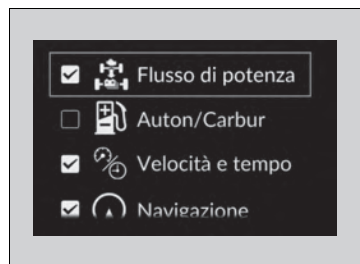 Flusso di potenza
Auton/Carbur
Velocità e tempo
Navigazione